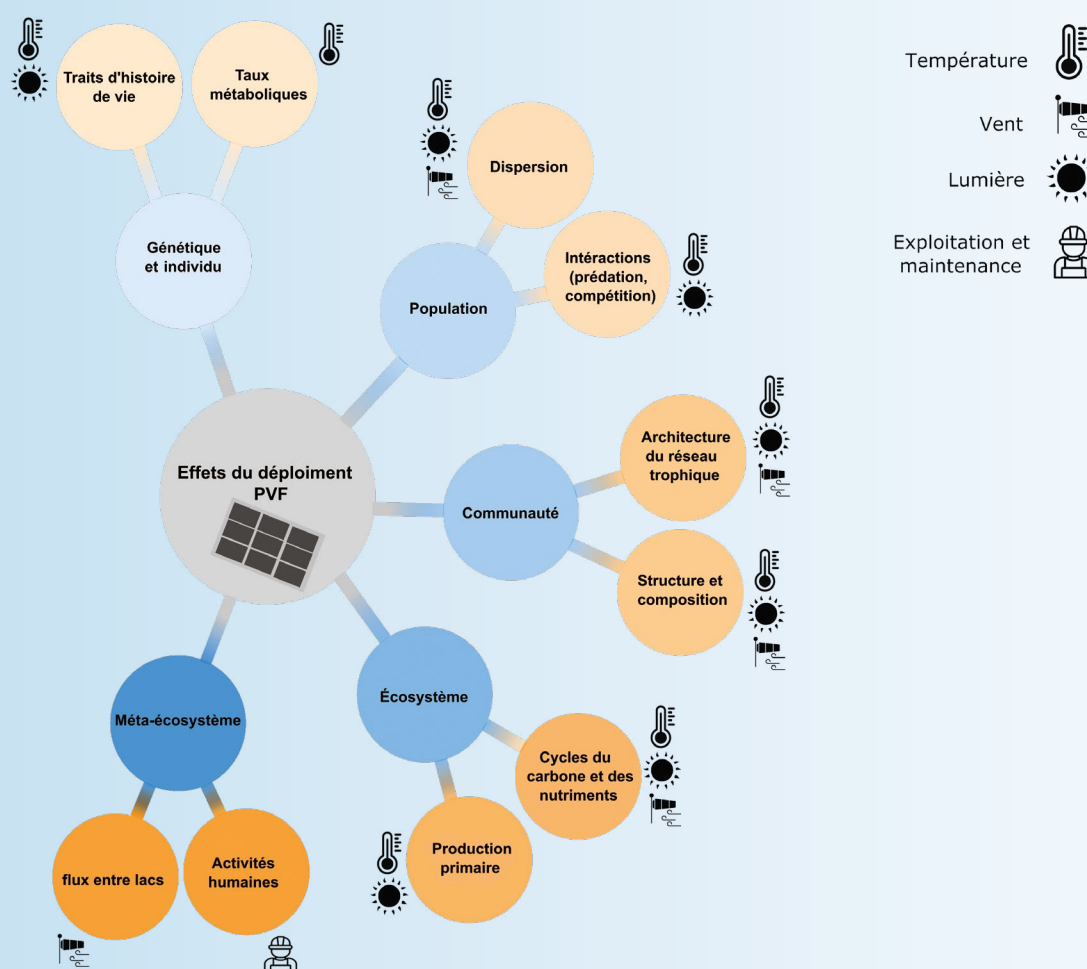 Traits d'histoire
de vie
Taux
métaboliques
Génétique
et individu
Dispersion
Intéractions
(prédation,
compétition)
Population
Température
Vent
Lumière
Exploitation et
maintenance
Effets du déploiment
PVF
Communauté
Architecture
du réseau
trophique
Structure et
composition
Écosystème
Cycles du
carbone et des
nutriments
Production
primaire
Méta-écosystème
flux entre lacs
Activités
humaines